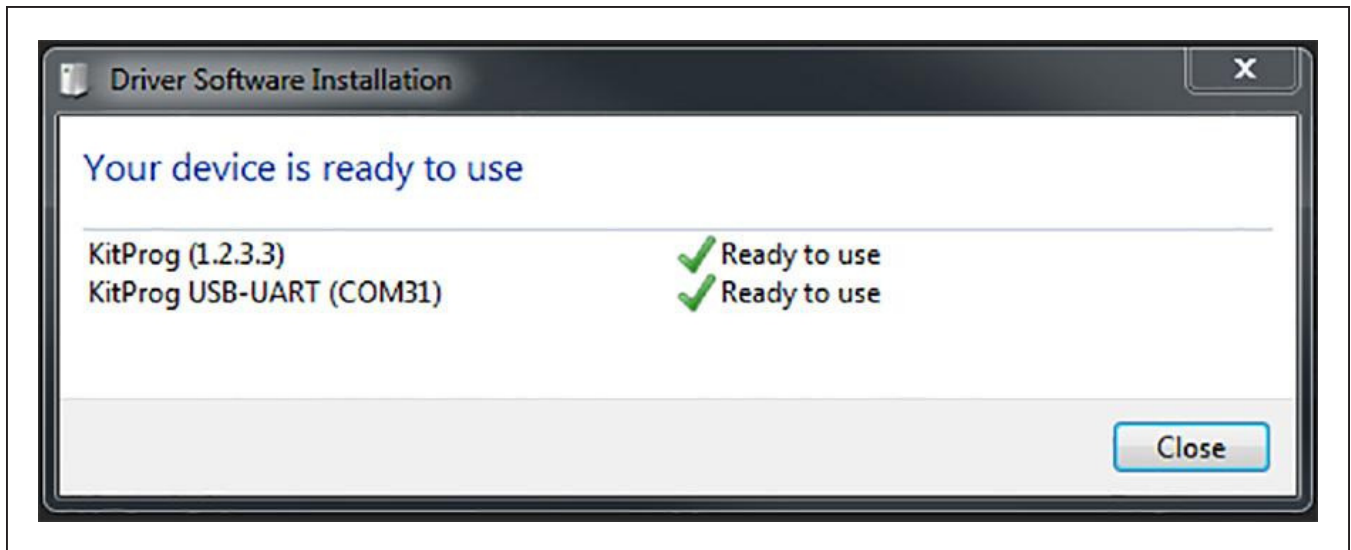 Driver Software Installation
X
Your device is ready to use
KitProg (1.2.3.3) Ready to use
KitProg USB-UART (COM31) Ready to use
Close